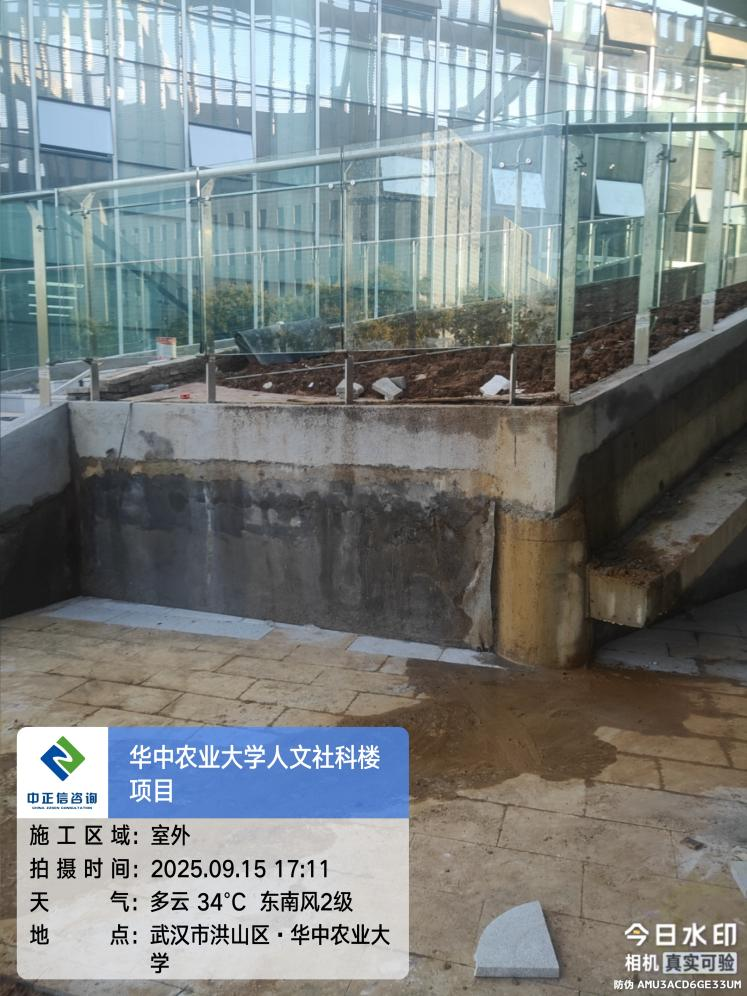 华中农业大学人文社科楼
项目
中正信咨询
施工区域：室外
拍摄时间：2025.09.15 17:11
天气：多云 34℃ 东南风2级
地点：武汉市洪山区·华中农业大
学
今日水印
相机 真实可验
防伪 AMU3ACD6GE33UM